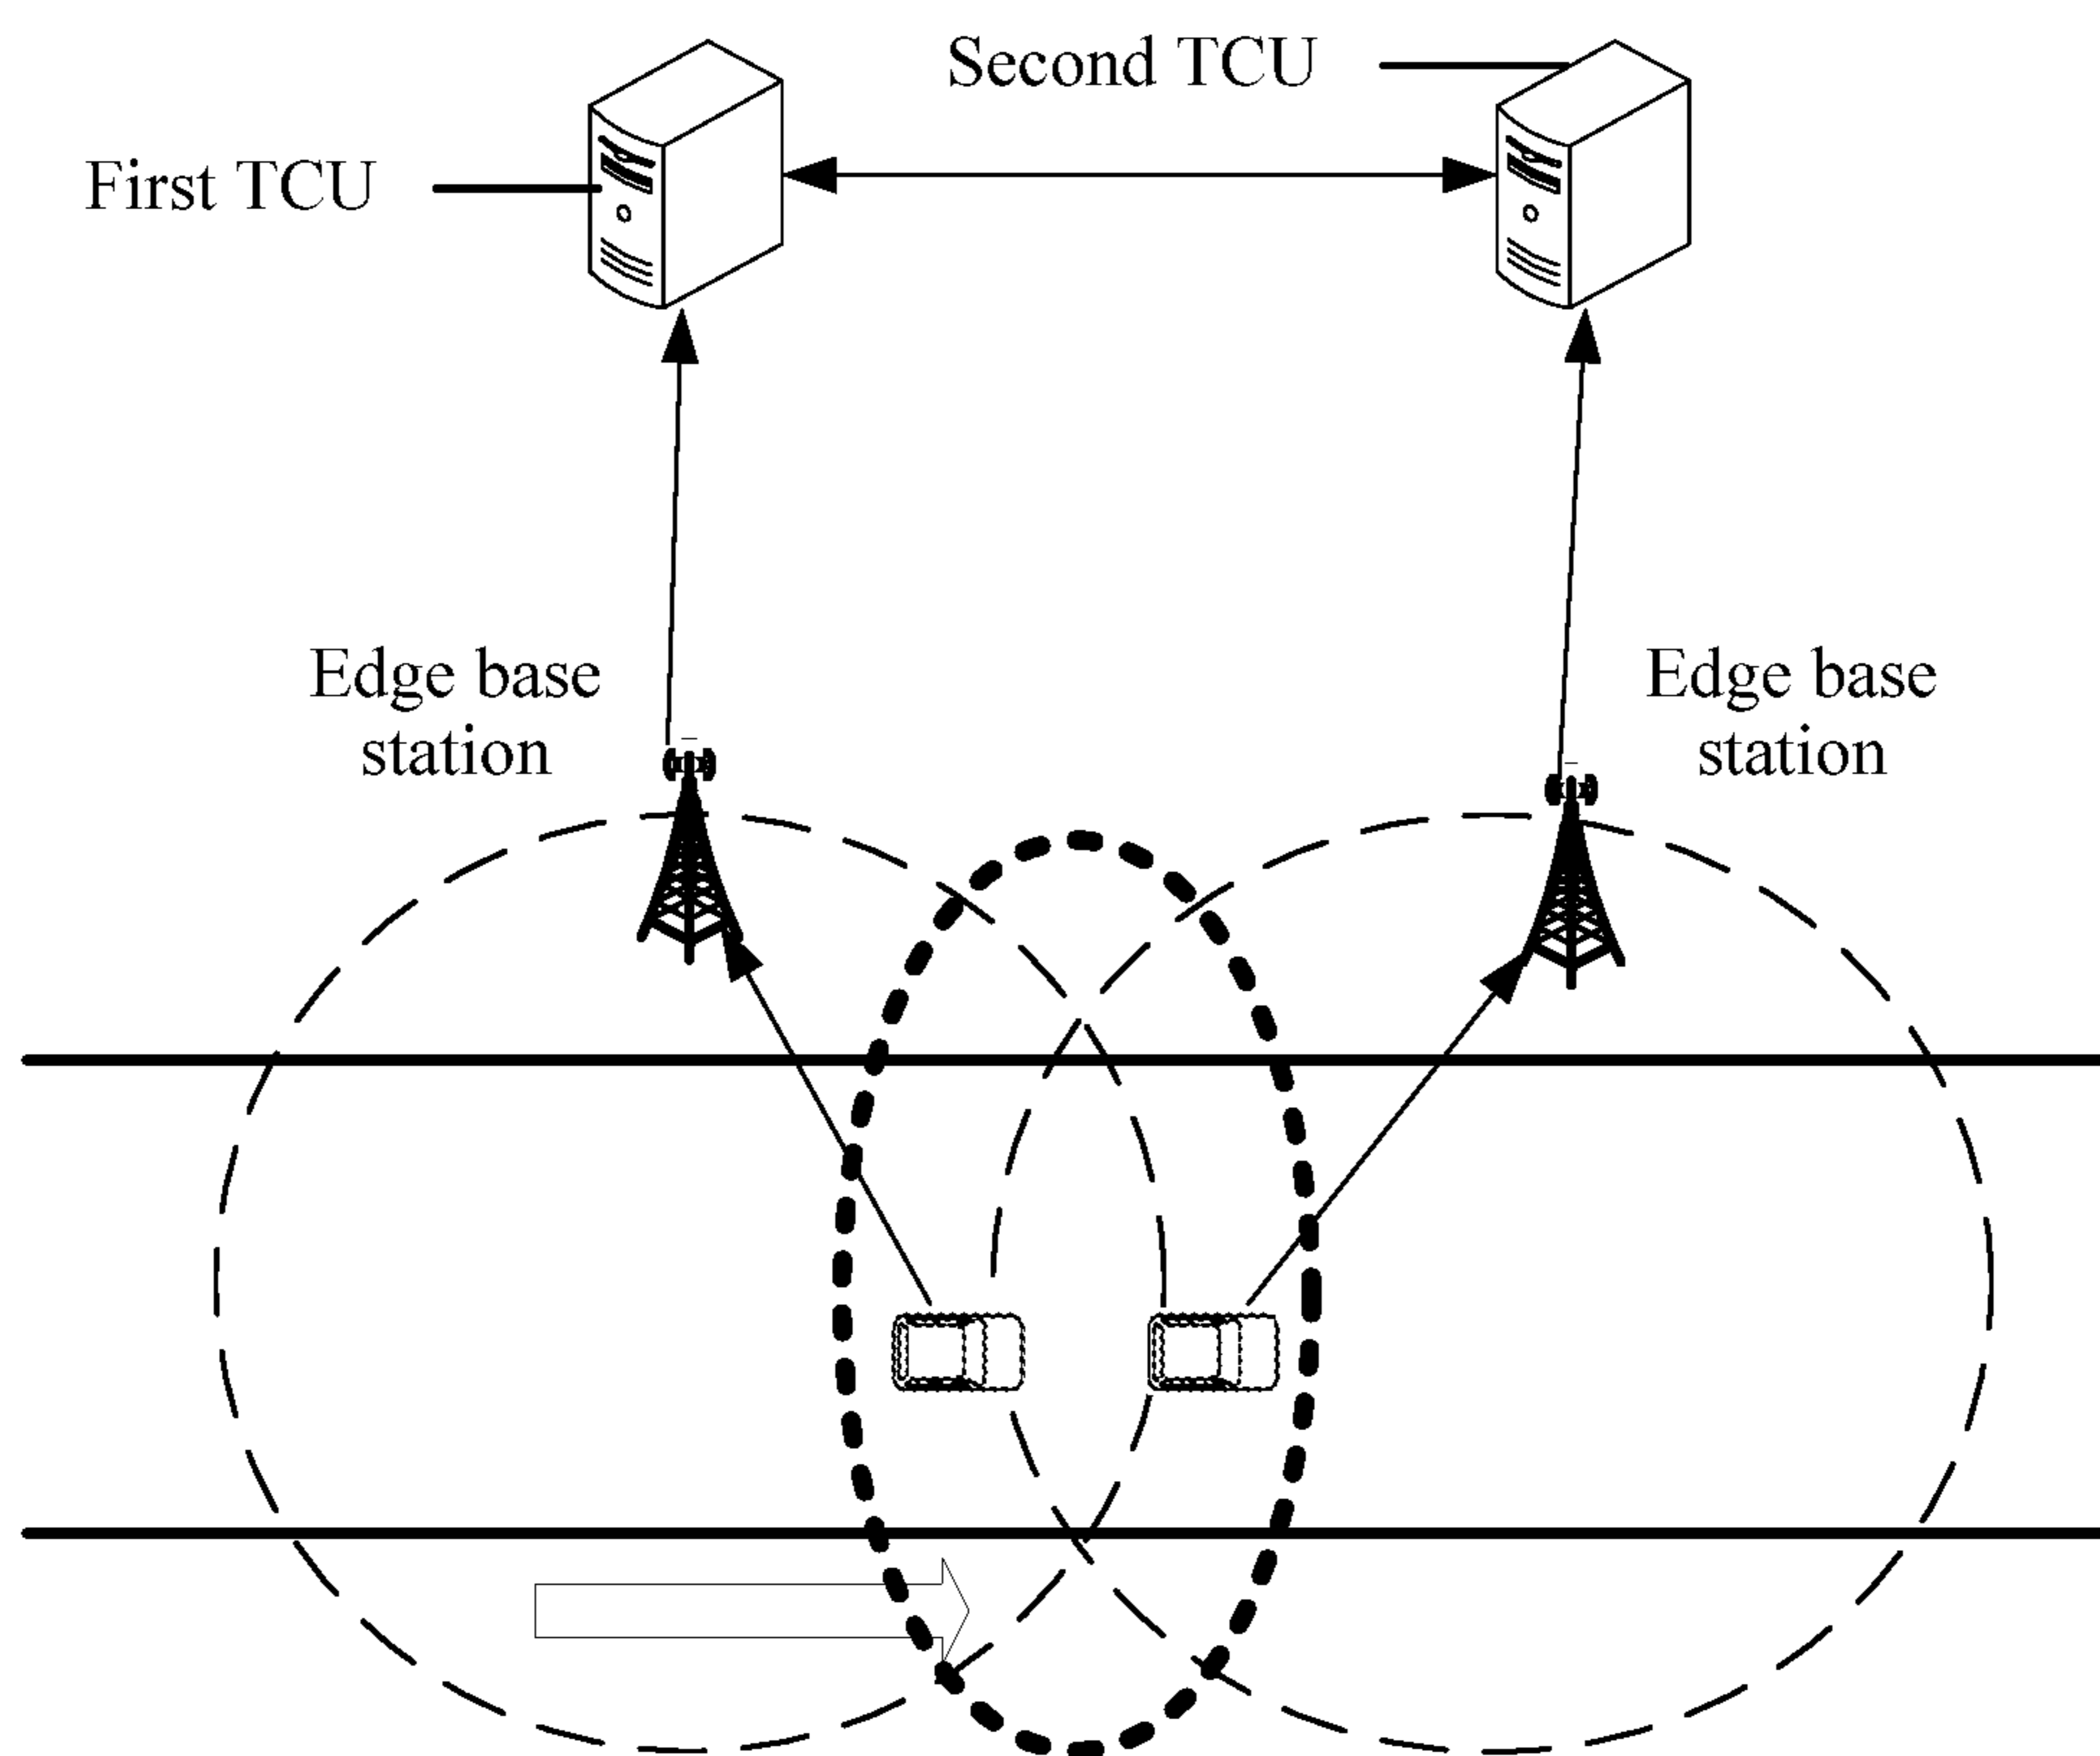 Second TCU
First TCU
Edge base
station
Edge base
station